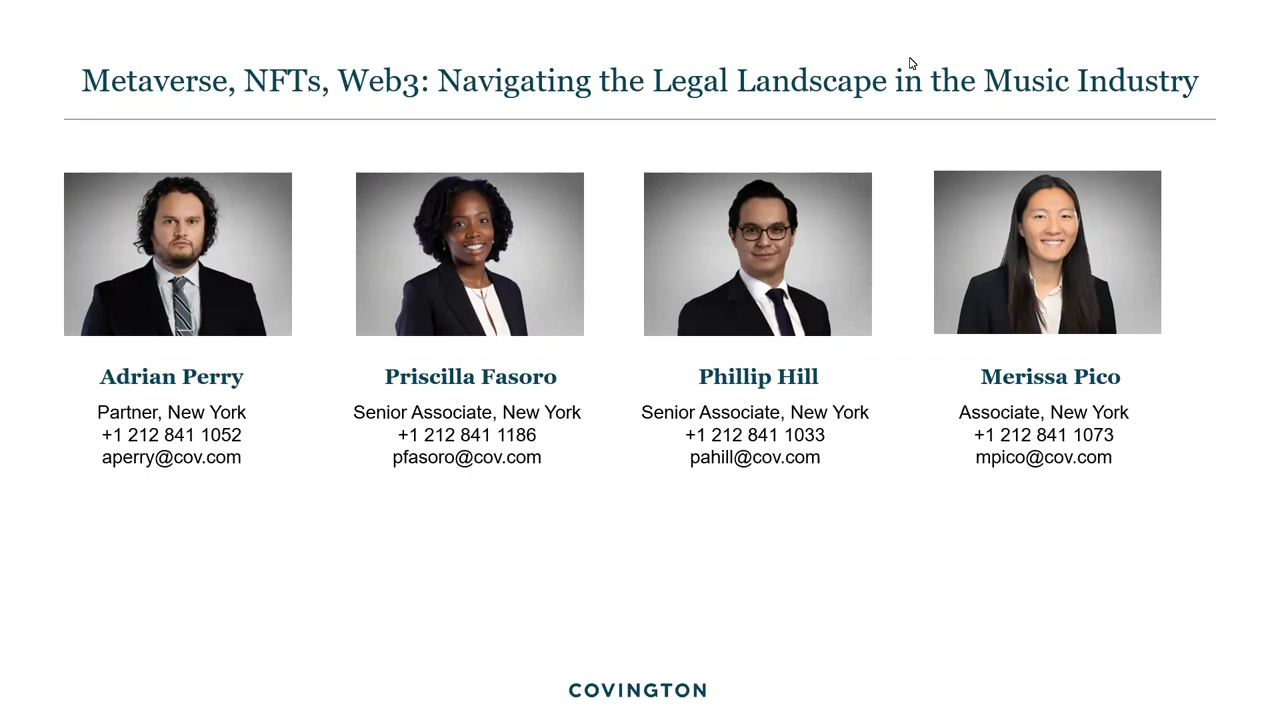 Metaverse, NFTs, Web3: Navigating the Legal Landscape in the Music Industry
Adrian Perry
Partner, New York
+1 212 841 1052
aperry@cov.com
Priscilla Fasoro
Senior Associate, New York
+1 212 841 1186
pfasoro@cov.com
Phillip Hill
Senior Associate, New York
+1 212 841 1033
pahill@cov.com
Merissa Pico
Associate, New York
+1 212 841 1073
mpico@cov.com
COVINGTON